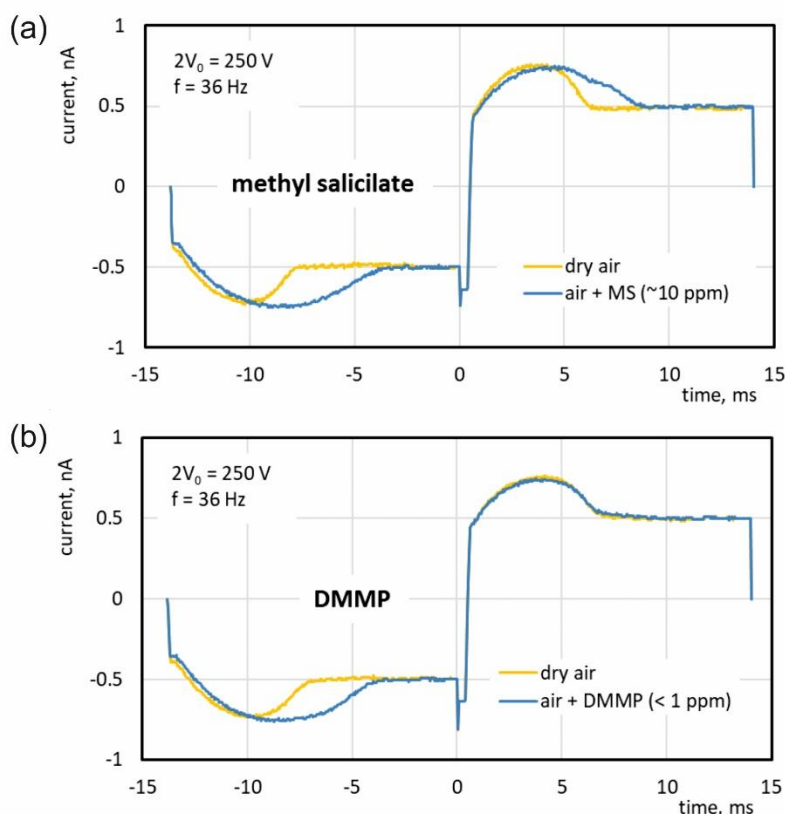 (a)
1
0.5
0
-0.5
-1
current, nA
2V₀ = 250 V
f = 36 Hz
methyl salicilate
dry air
air + MS (~10 ppm)
-15 -10 -5 0 5 10 15
time, ms
(b)
1
0.5
0
-0.5
-1
current, nA
2V₀ = 250 V
f = 36 Hz
DMMP
dry air
air + DMMP (< 1 ppm)
-15 -10 -5 0 5 10 15
time, ms